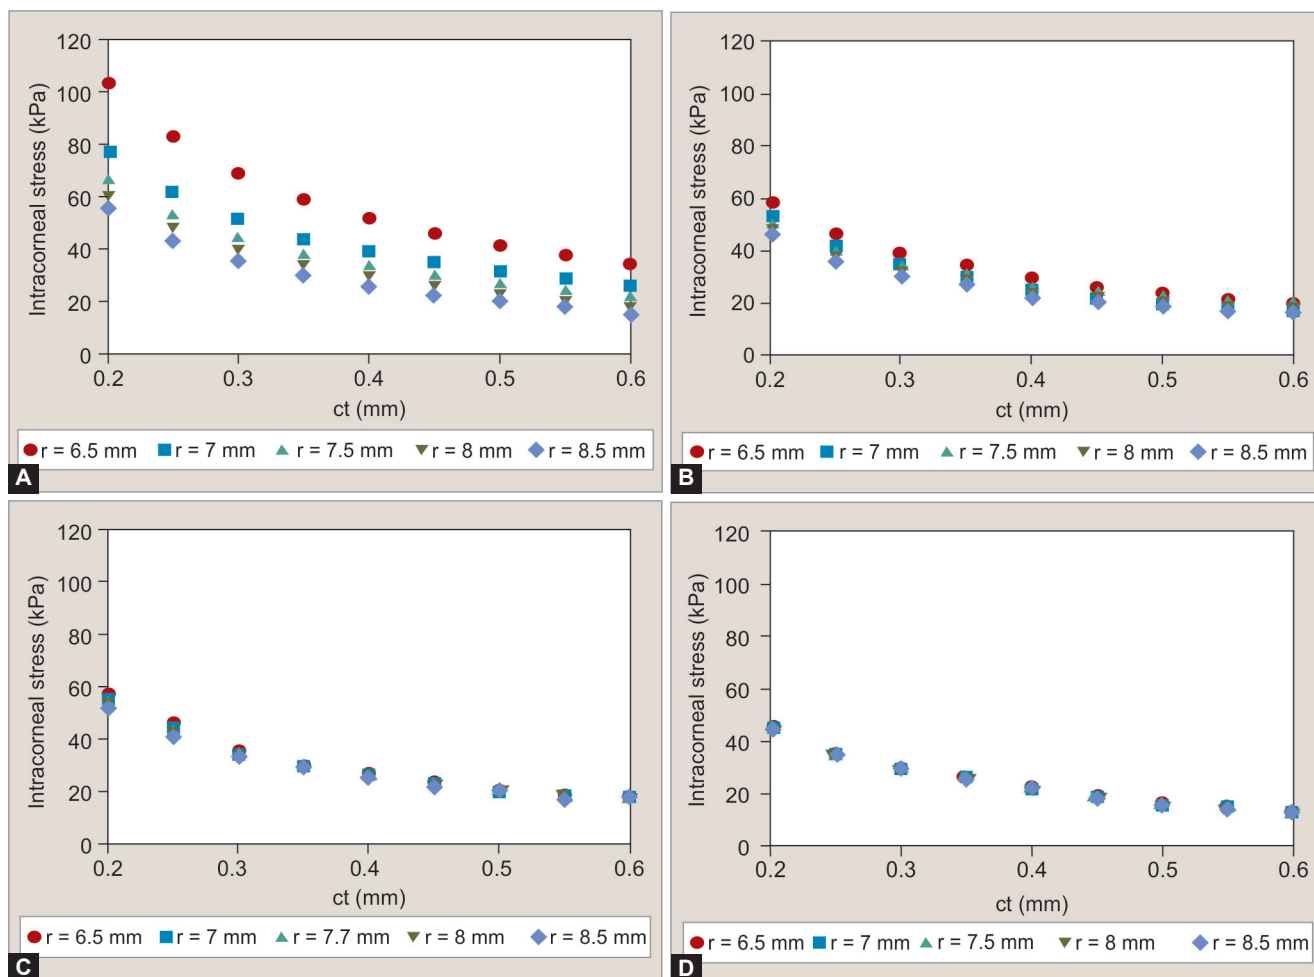 120
100
80
60
40
20
0
Intracorneal stress (kPa)
0.2 0.3 0.4 0.5 0.6
ct (mm)
r = 6.5 mm r = 7 mm r = 7.5 mm r = 8 mm r = 8.5 mm
A
120
100
80
60
40
20
0
Intracorneal stress (kPa)
0.2 0.3 0.4 0.5 0.6
ct (mm)
r = 6.5 mm r = 7 mm r = 7.5 mm r = 8 mm r = 8.5 mm
B
120
100
80
60
40
20
0
Intracorneal stress (kPa)
0.2 0.3 0.4 0.5 0.6
ct (mm)
r = 6.5 mm r = 7 mm r = 7.7 mm r = 8 mm r = 8.5 mm
C
120
100
80
60
40
20
0
Intracorneal stress (kPa)
0.2 0.3 0.4 0.5 0.6
ct (mm)
r = 6.5 mm r = 7 mm r = 7.5 mm r = 8 mm r = 8.5 mm
D